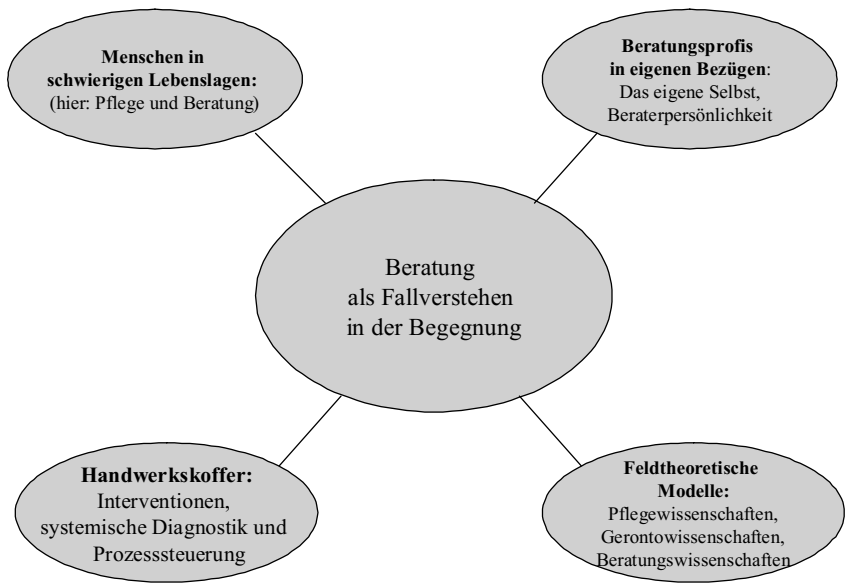 Menschen in
schwierigen Lebenslagen:
(hier: Pflege und Beratung)
Beratungsprofis
in eigenen Bezügen:
Das eigene Selbst,
Beraterpersönlichkeit
Beratung
als Fallverstehen
in der Begegnung
Handwerkskoffer:
Interventionen,
systemische Diagnostik und
Prozesssteuerung
Feldtheoretische
Modelle:
Pflegewissenschaften,
Gerontowissenschaften,
Beratungswissenschaften